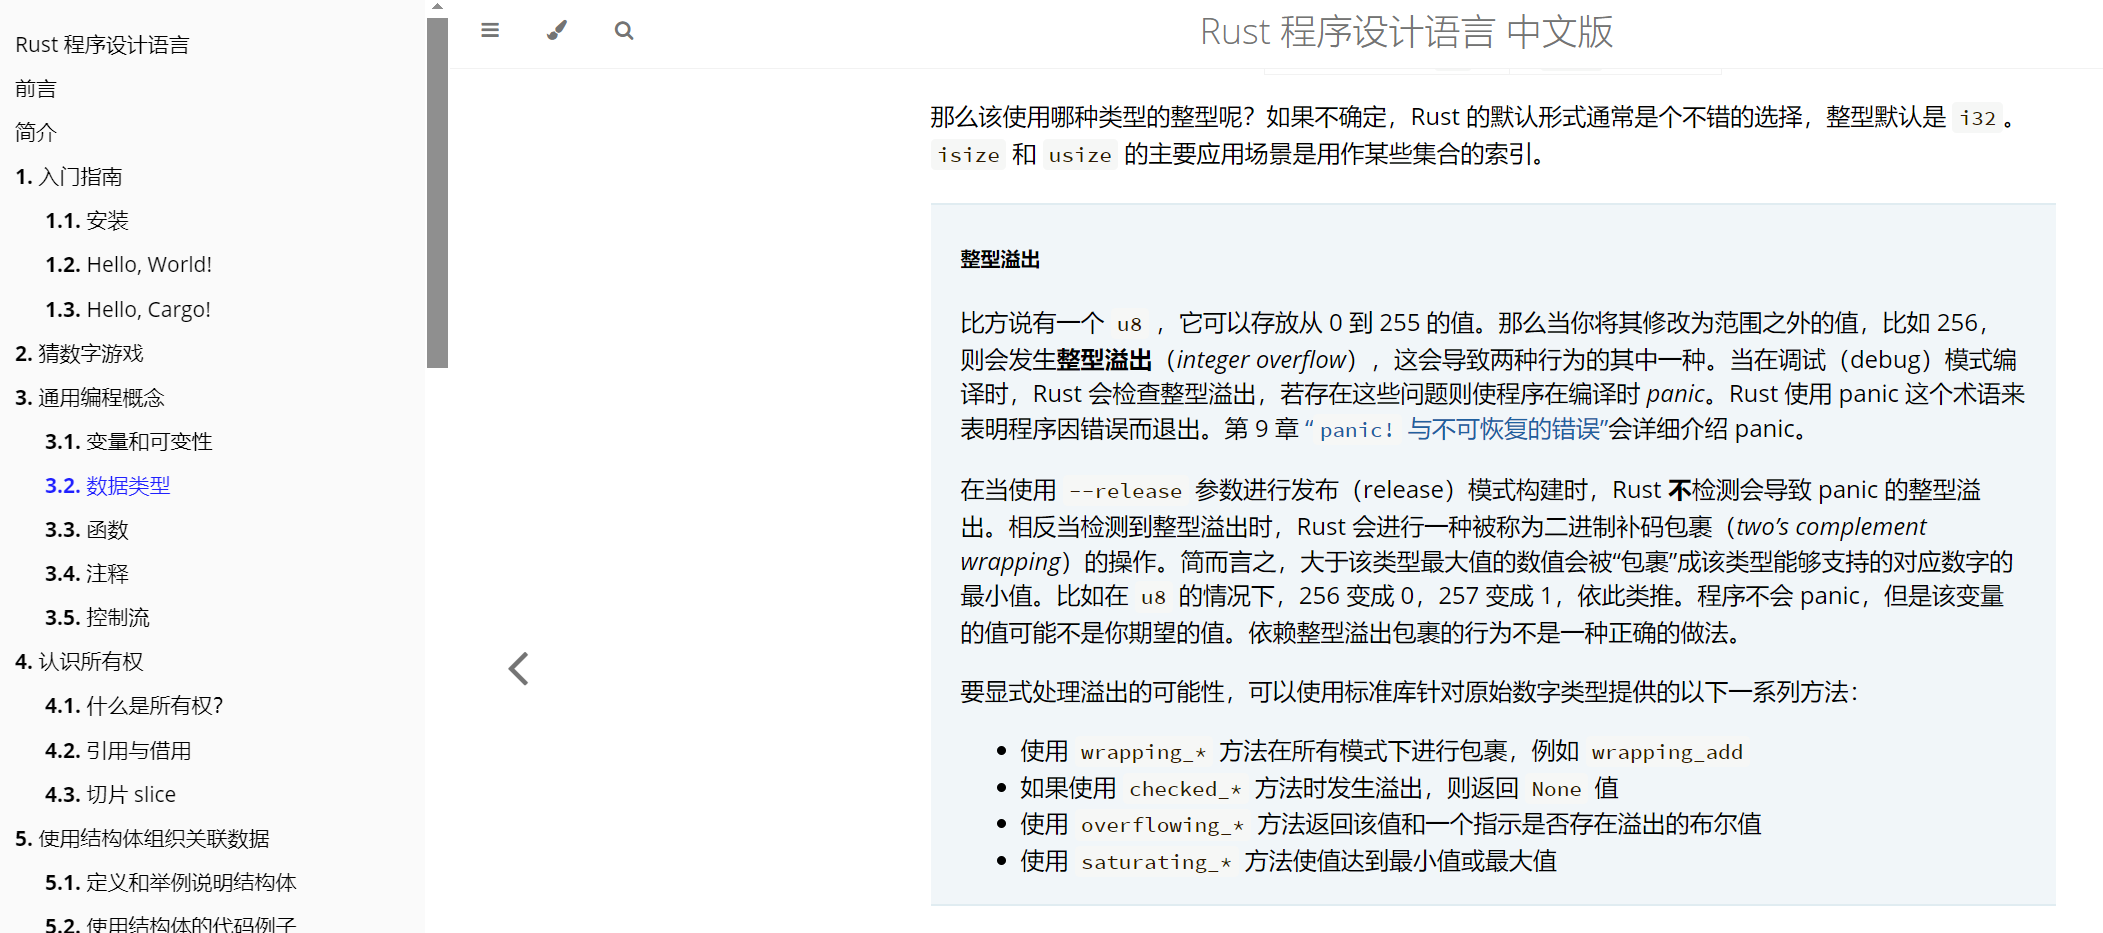 Rust 程序设计语言
前言
简介
1. 入门指南
1.1. 安装
1.2. Hello, World!
1.3. Hello, Cargo!
2. 猜数字游戏
3. 通用编程概念
3.1. 变量和可变性
3.2. 数据类型
3.3. 函数
3.4. 注释
3.5. 控制流
4. 认识所有权
4.1. 什么是所有权？
4.2. 引用与借用
4.3. 切片 slice
5. 使用结构体组织关联数据
5.1. 定义和举例说明结构体
5.2. 使用结构体的代码例子
Rust 程序设计语言 中文版
那么该使用哪种类型的整型呢？如果不确定，Rust 的默认形式通常是个不错的选择，整型默认是 i32。
isize 和 usize 的主要应用场景是用作某些集合的索引。
整型溢出
比方说有一个 u8 ，它可以存放从 0 到 255 的值。那么当你将其修改为范围之外的值，比如 256，
则会发生整型溢出（integer overflow），这会导致两种行为的其中一种。当在调试（debug）模式编
译时，Rust 会检查整型溢出，若存在这些问题则使程序在编译时 panic。Rust 使用 panic 这个术语来
表明程序因错误而退出。第 9 章 “panic! 与不可恢复的错误”会详细介绍 panic。
在当使用 --release 参数进行发布（release）模式构建时，Rust 不检测会导致 panic 的整型溢
出。相反当检测到整型溢出时，Rust 会进行一种被称为二进制补码包裹（two’s complement
wrapping）的操作。简而言之，大于该类型最大值的数值会被“包裹”成该类型能够支持的对应数字的
最小值。比如在 u8 的情况下，256 变成 0，257 变成 1，依此类推。程序不会 panic，但是该变量
的值可能不是你期望的值。依赖整型溢出包裹的行为不是一种正确的做法。
要显式处理溢出的可能性，可以使用标准库针对原始数字类型提供的以下一系列方法：
• 使用 wrapping_* 方法在所有模式下进行包裹，例如 wrapping_add
• 如果使用 checked_* 方法时发生溢出，则返回 None 值
• 使用 overflowing_* 方法返回该值和一个指示是否存在溢出的布尔值
• 使用 saturating_* 方法使值达到最小值或最大值